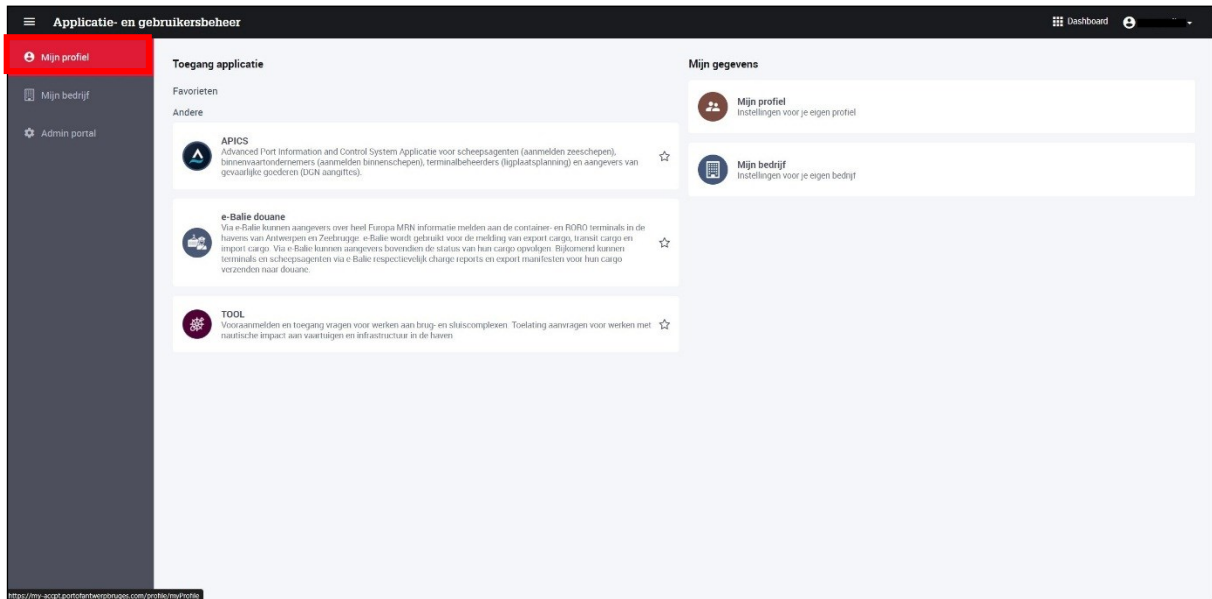 Applicatie- en gebruikersbeheer
Dashboard
Mijn profiel
Mijn bedrijf
Admin portal
Toegang applicatie
Favorieten
Andere
APICS
Advanced Port Information and Control System Applicatie voor scheepsagenten (aanmelden zeeschepen),
binnenvaartondernemers (aanmelden binnenschepen), terminalbeheerders (ligplaatsplanning) en aangevers van
gevaarlijke goederen (DGN aangiftes).
e-Balie douane
Via e-Balie kunnen aangevers over heel Europa MRN informatie melden aan de container- en RORO terminals in de
havens van Antwerpen en Zeebrugge. e-Balie wordt gebruikt voor de melding van export cargo, transit cargo en
import cargo. Via e-Balie kunnen aangevers bovendien de status van hun cargo opvolgen. Bijkomend kunnen
terminals en scheepsagenten via e-Balie respectievelijk charge reports en export manifesten voor hun cargo
verzenden naar douane.
TOOL
Vooraanmelden en toegang vragen voor werken aan brug- en sluiscomplexen. Toelating aanvragen voor werken met
nautische impact aan vaartuigen en infrastructuur in de haven
Mijn gegevens
Mijn profiel
Instellingen voor je eigen profiel
Mijn bedrijf
Instellingen voor je eigen bedrijf
https://my-accpt.portofantwerpbruges.com/profile/myProfile